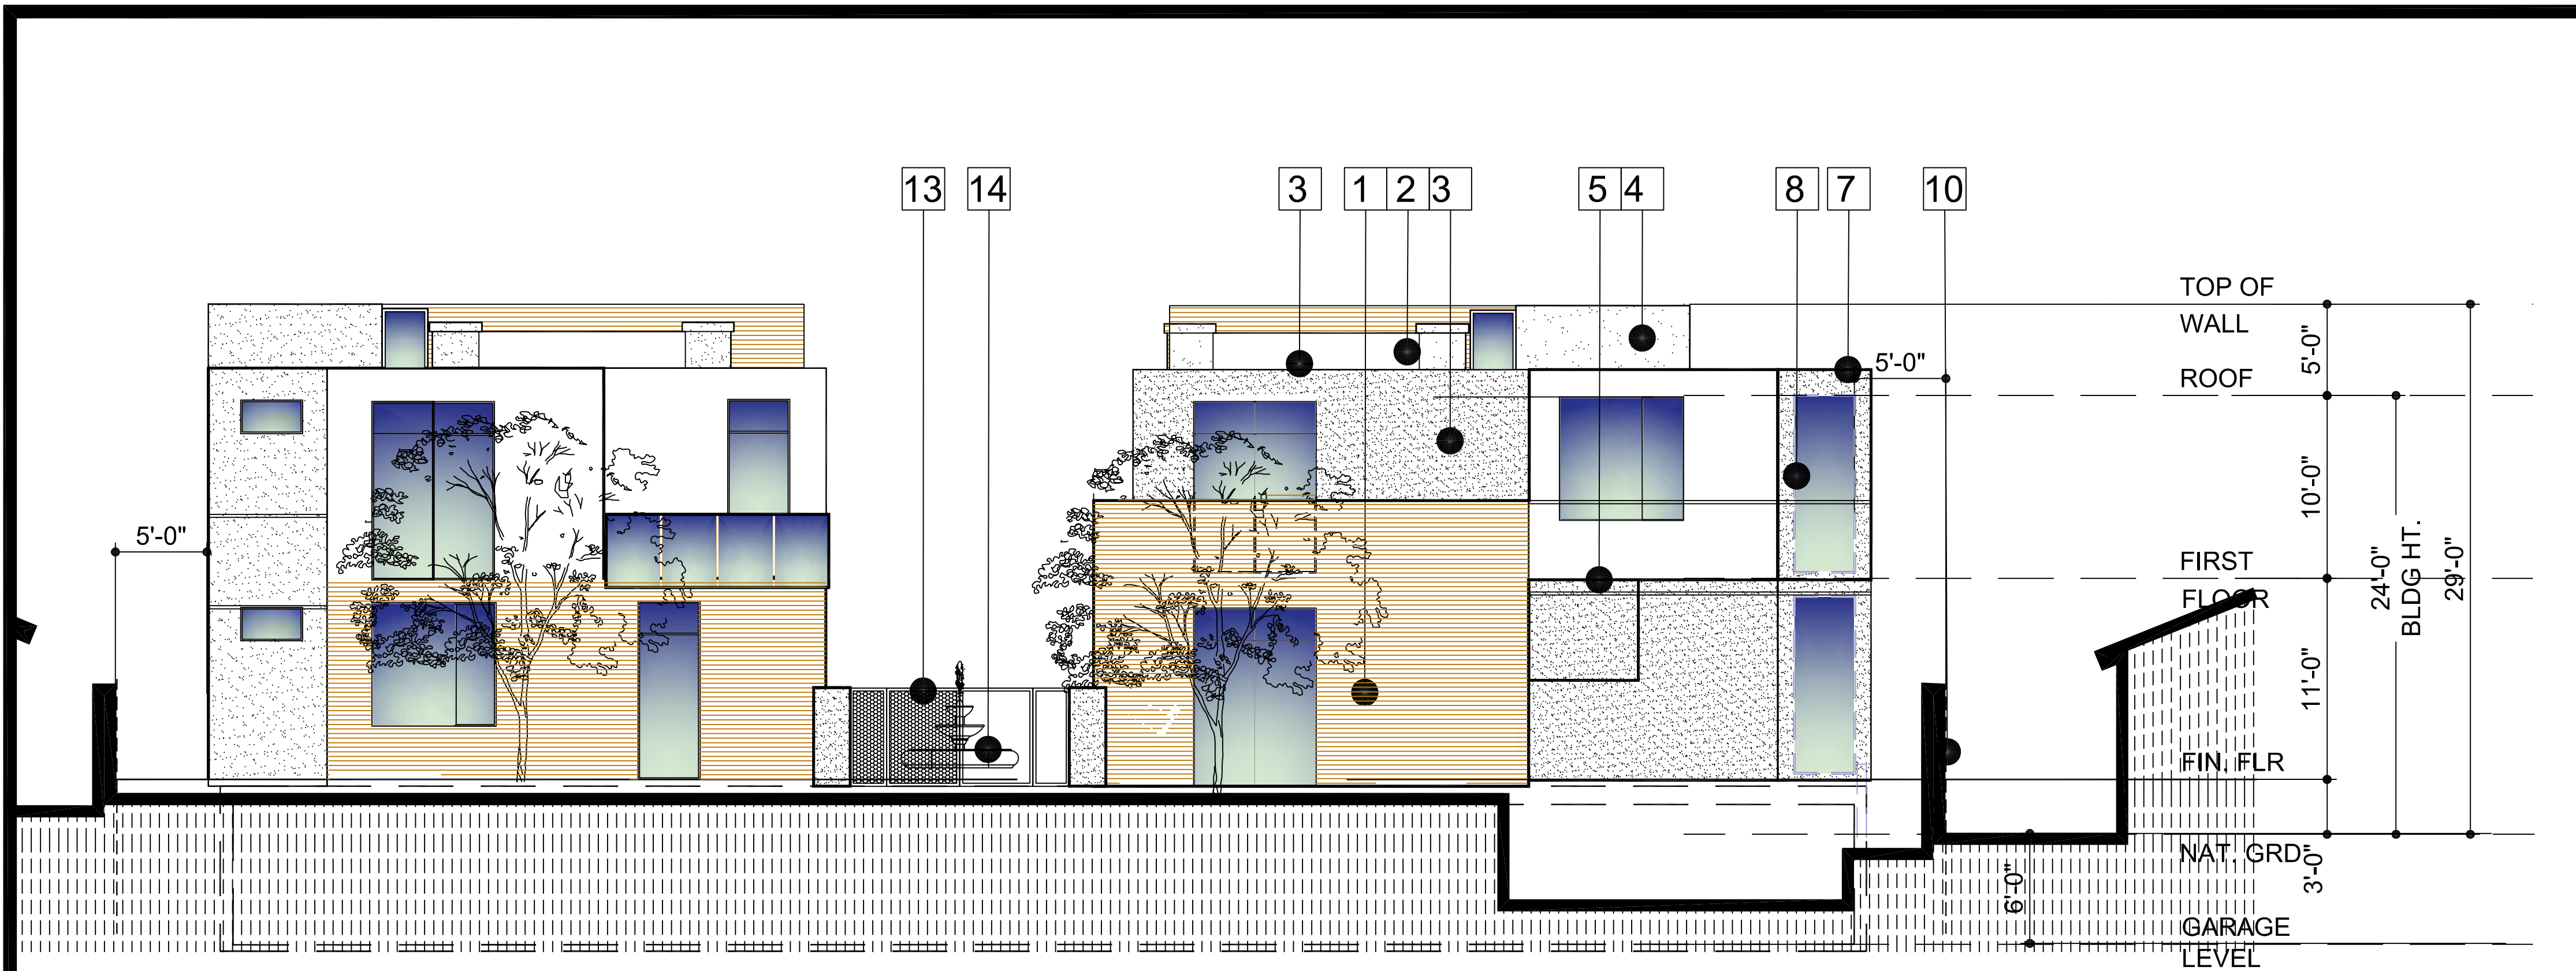 13 14 3 1 2 3 5 4 8 7 10
TOP OF
WALL
5'-0"
5'-0"
ROOF
10'-0"
5'-0"
FIRST
FLOOR
24'-0"
BLDG HT.
29'-0"
11'-0"
FIN. FLR
NAT. GRD
3'-0"
6'-0"
GARAGE
LEVEL